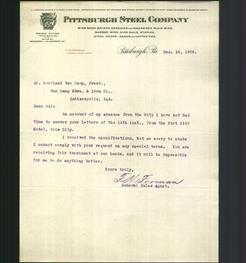 PITTSBURGH STEEL COMPANY
Pittsburgh, Pa. Dec. 16, 1908.
Mr. Cortland Van Camp, Prest.,
Van Camp Hdwe. & Iron Co.,
Indianapolis, Ind.
Dear Sir:
On account of my absence from the City I have not had
time to answer your letters of the 10th inst., from the Fort Pitt
Hotel, this City.
I received the specifications, but am sorry to state
I cannot comply with your request on any special terms. You are
receiving fair treatment at our hands, and it will be impossible
for me to do anything better.
Yours truly,
General Sales Agent.